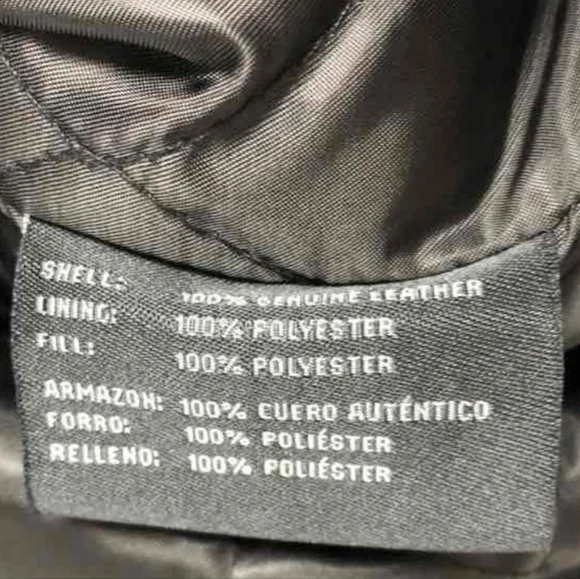 SHELL: 100% GENUINE LEATHER
LINING: 100% POLYESTER
FILL: 100% POLYESTER
ARMAZON: 100% CUERO AUTÉNTICO
FORRO: 100% POLIÉSTER
RELLENO: 100% POLIÉSTER